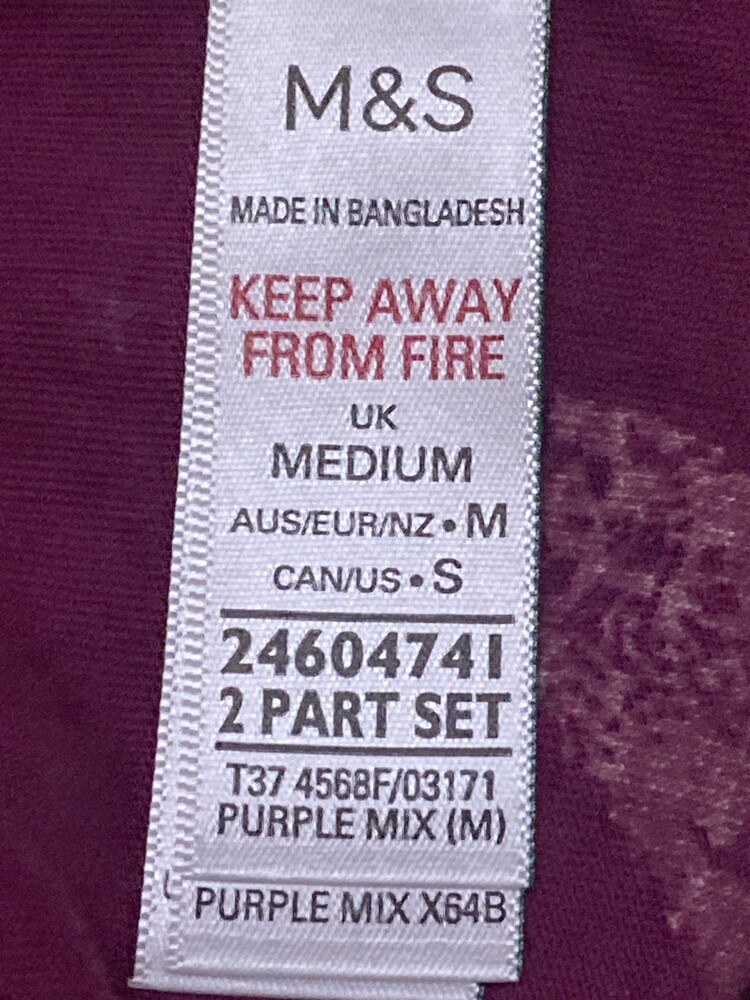 M&S
MADE IN BANGLADESH
KEEP AWAY
FROM FIRE
UK
MEDIUM
AUS/EUR/NZ • M
CAN/US • S
24604741
2 PART SET
T37 4568F/03171
PURPLE MIX (M)
PURPLE MIX X64B